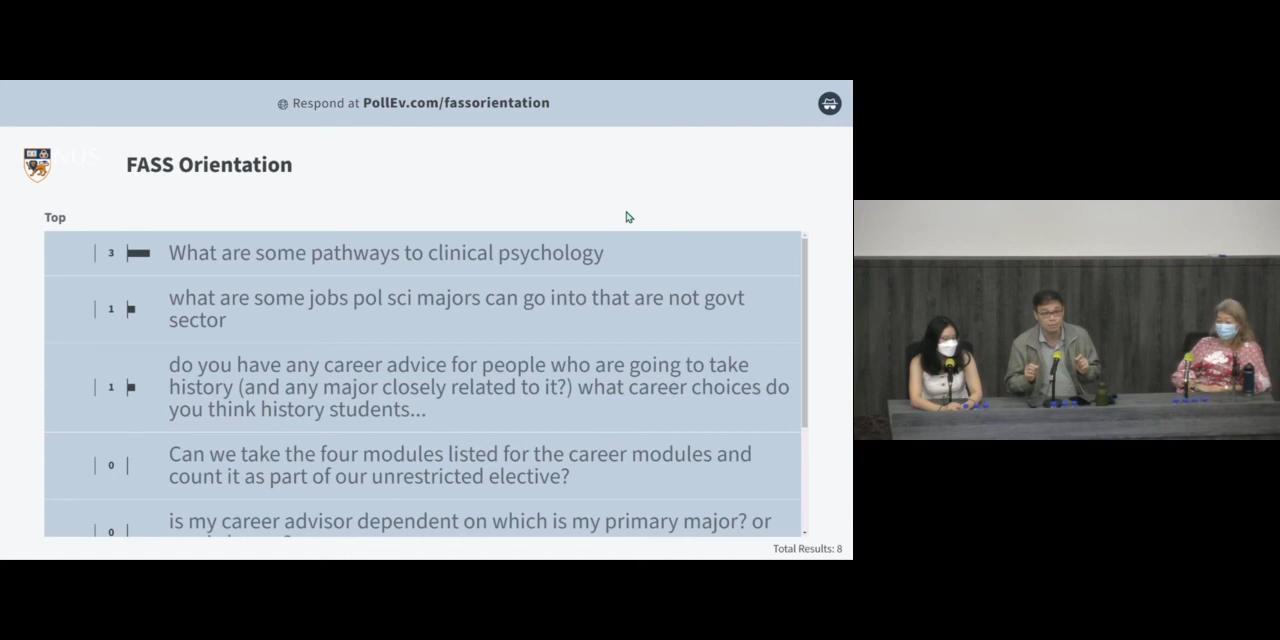 Respond at PollEv.com/fassorientation
NUS
FASS Orientation
Top
3 What are some pathways to clinical psychology
1 what are some jobs pol sci majors can go into that are not govt
sector
1 do you have any career advice for people who are going to take
history (and any major closely related to it?) what career choices do
you think history students...
0 Can we take the four modules listed for the career modules and
count it as part of our unrestricted elective?
0 is my career advisor dependent on which is my primary major? or
Total Results: 8